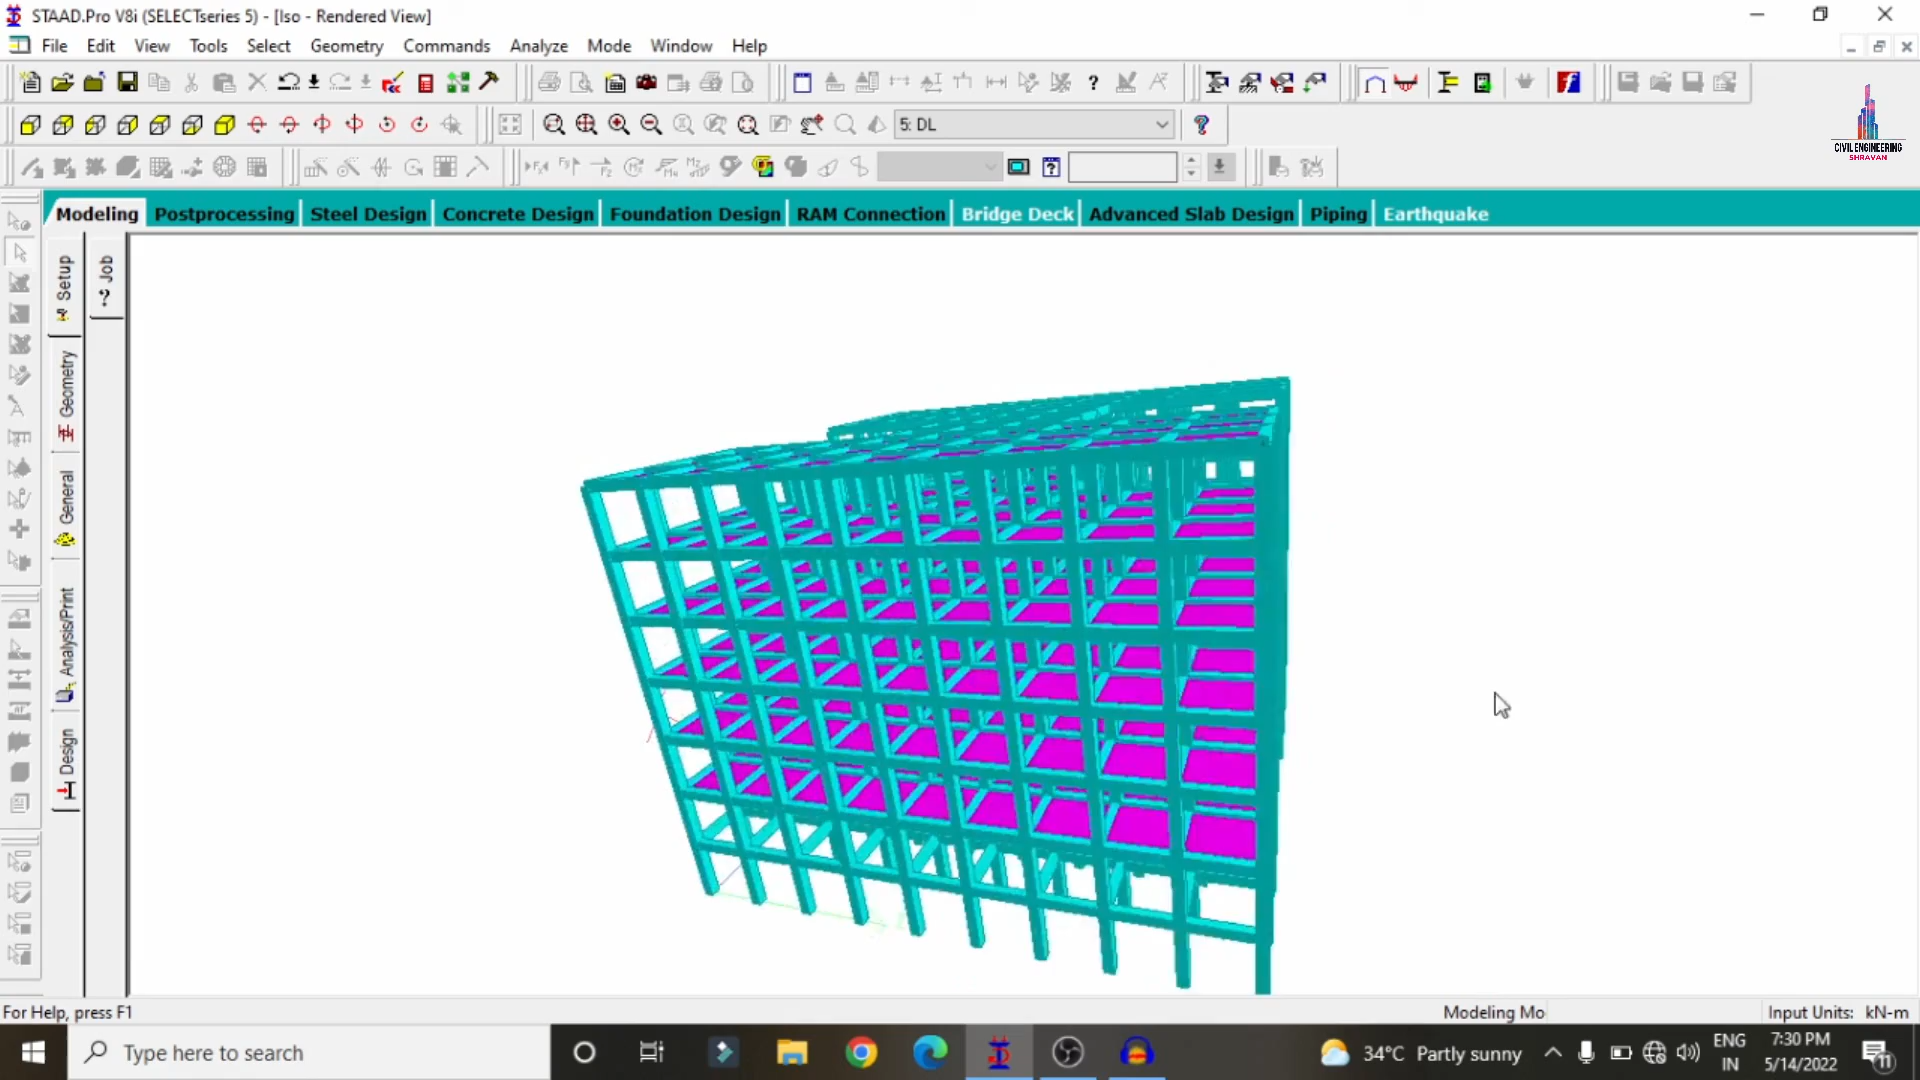 STAAD.Pro V8i (SELECTseries 5) - [Iso - Rendered View]
File Edit View Tools Select Geometry Commands Analyze Mode Window Help
5: DL
CIVIL ENGINEERING
SHRAVAN
Modeling Postprocessing Steel Design Concrete Design Foundation Design RAM Connection Bridge Deck Advanced Slab Design Piping Earthquake
Setup
Job
Geometry
General
Analysis/Print
Design
For Help, press F1
Modeling Mo
Input Units: kN-m
Type here to search
34°C Partly sunny
ENG
IN
7:30 PM
5/14/2022
11